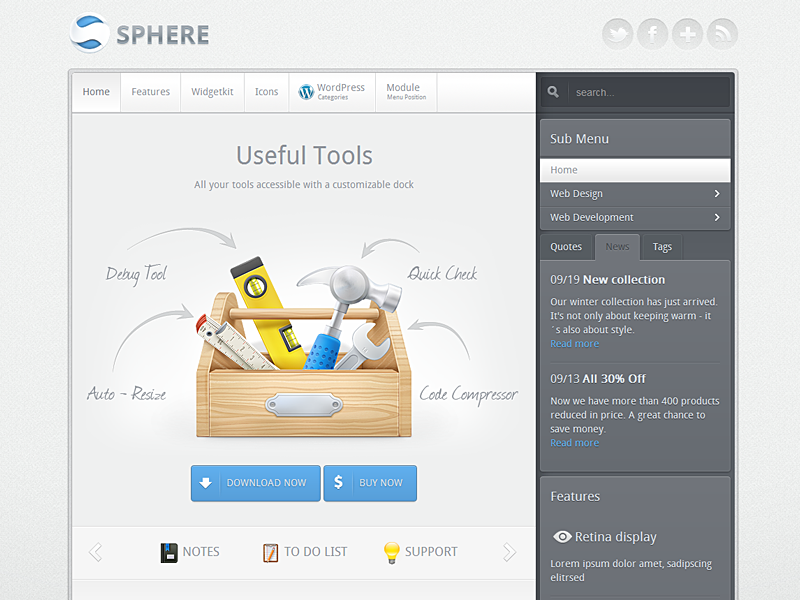 SPHERE
Home
Features
Widgetkit
Icons
WordPress
Categories
Module
Menu Position
search...
Useful Tools
All your tools accessible with a customizable dock
Debug Tool
Quick Check
Auto - Resize
Code Compressor
DOWNLOAD NOW
$ BUY NOW
NOTES
TO DO LIST
SUPPORT
Sub Menu
Home
Web Design
Web Development
Quotes
News
Tags
09/19 New collection
Our winter collection has just arrived.
It's not only about keeping warm - it
´s also about style.
Read more
09/13 All 30% Off
Now we have more than 400 products
reduced in price. A great chance to
save money.
Read more
Features
Retina display
Lorem ipsum dolor amet, sadipscing
elitrsed